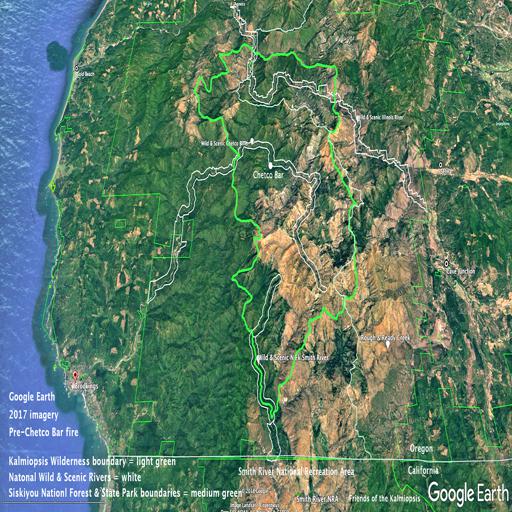 Gold Beach
Wild & Scenic Illinois River
Wild & Scenic Chetco River
Chetco Bar
Selma
Cave Junction
Rough & Ready Creek
Wild & Scenic N Fk Smith River
Brookings
Google Earth
2017 imagery
Pre-Chetco Bar fire
Kalmiopsis Wilderness boundary = light green
Natonal Wild & Scenic Rivers = white
Siskiyou Nationl Forest & State Park boundaries = medium green
Oregon
California
Smith River National Recreation Area
© 2018 Google
Smith River NRA
Friends of the Kalmiopsis
Google Earth